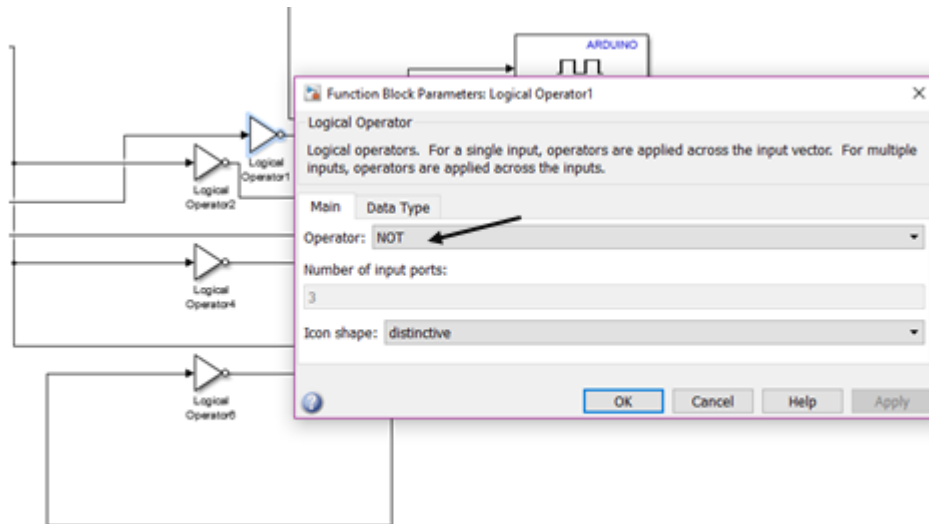 ARDUINO
Function Block Parameters: Logical Operator1
Logical Operator
Logical operators. For a single input, operators are applied across the input vector. For multiple
inputs, operators are applied across the inputs.
Main
Data Type
Operator: NOT
Number of input ports:
3
Icon shape: distinctive
OK
Cancel
Help
Apply
Logical
Operator1
Logical
Operator2
Logical
Operator4
Logical
Operator6